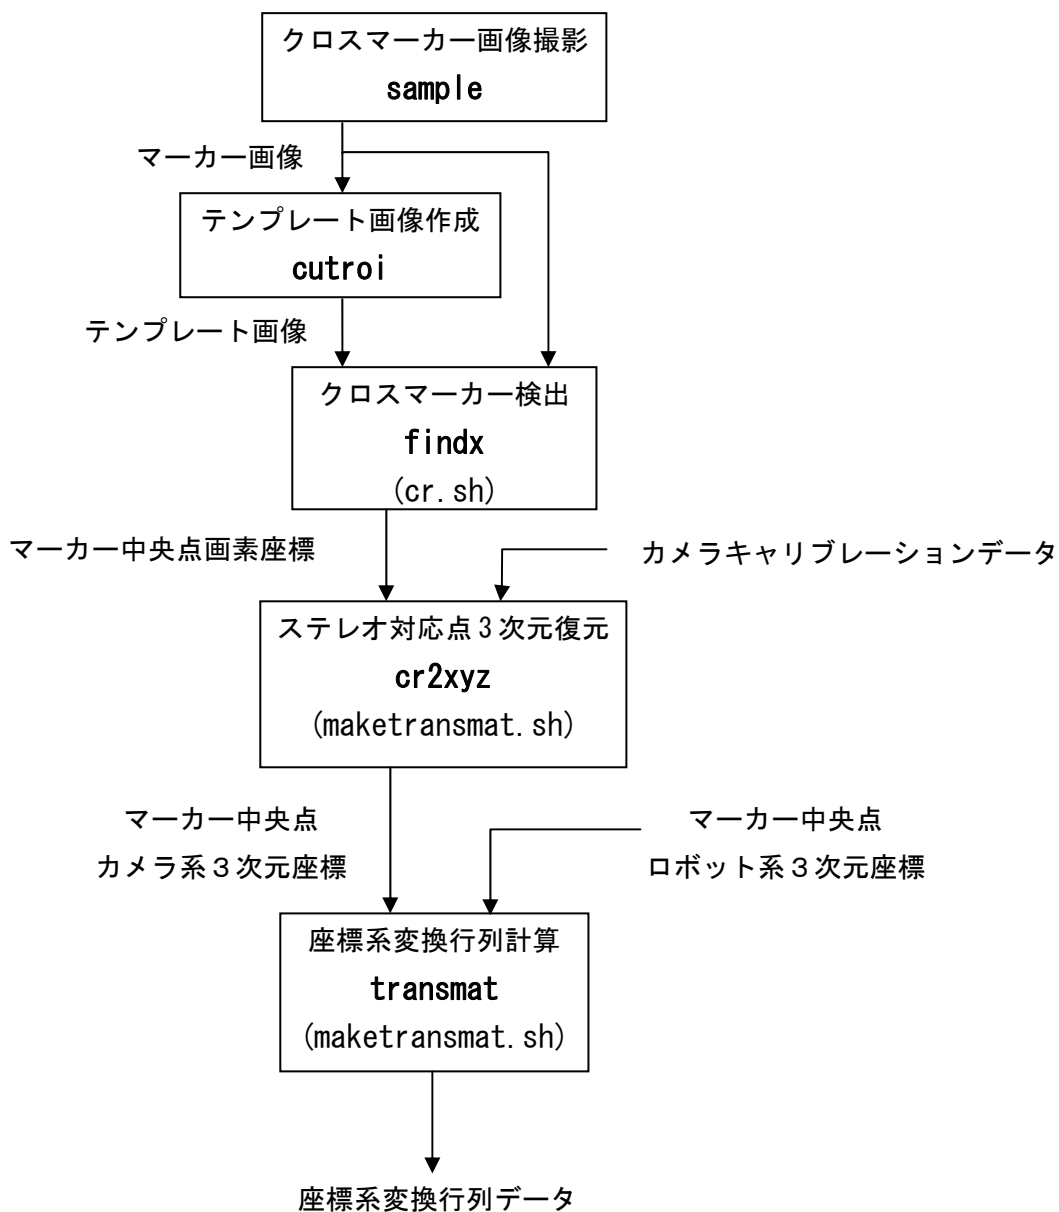 クロスマーカー画像撮影
sample
マーカー画像
テンプレート画像作成
cutroi
テンプレート画像
クロスマーカー検出
findx
(cr.sh)
マーカー中央点画素座標
カメラキャリブレーションデータ
ステレオ対応点3次元復元
cr2xyz
(maketransmat.sh)
マーカー中央点
カメラ系3次元座標
マーカー中央点
ロボット系3次元座標
座標系変換行列計算
transmat
(maketransmat.sh)
座標系変換行列データ